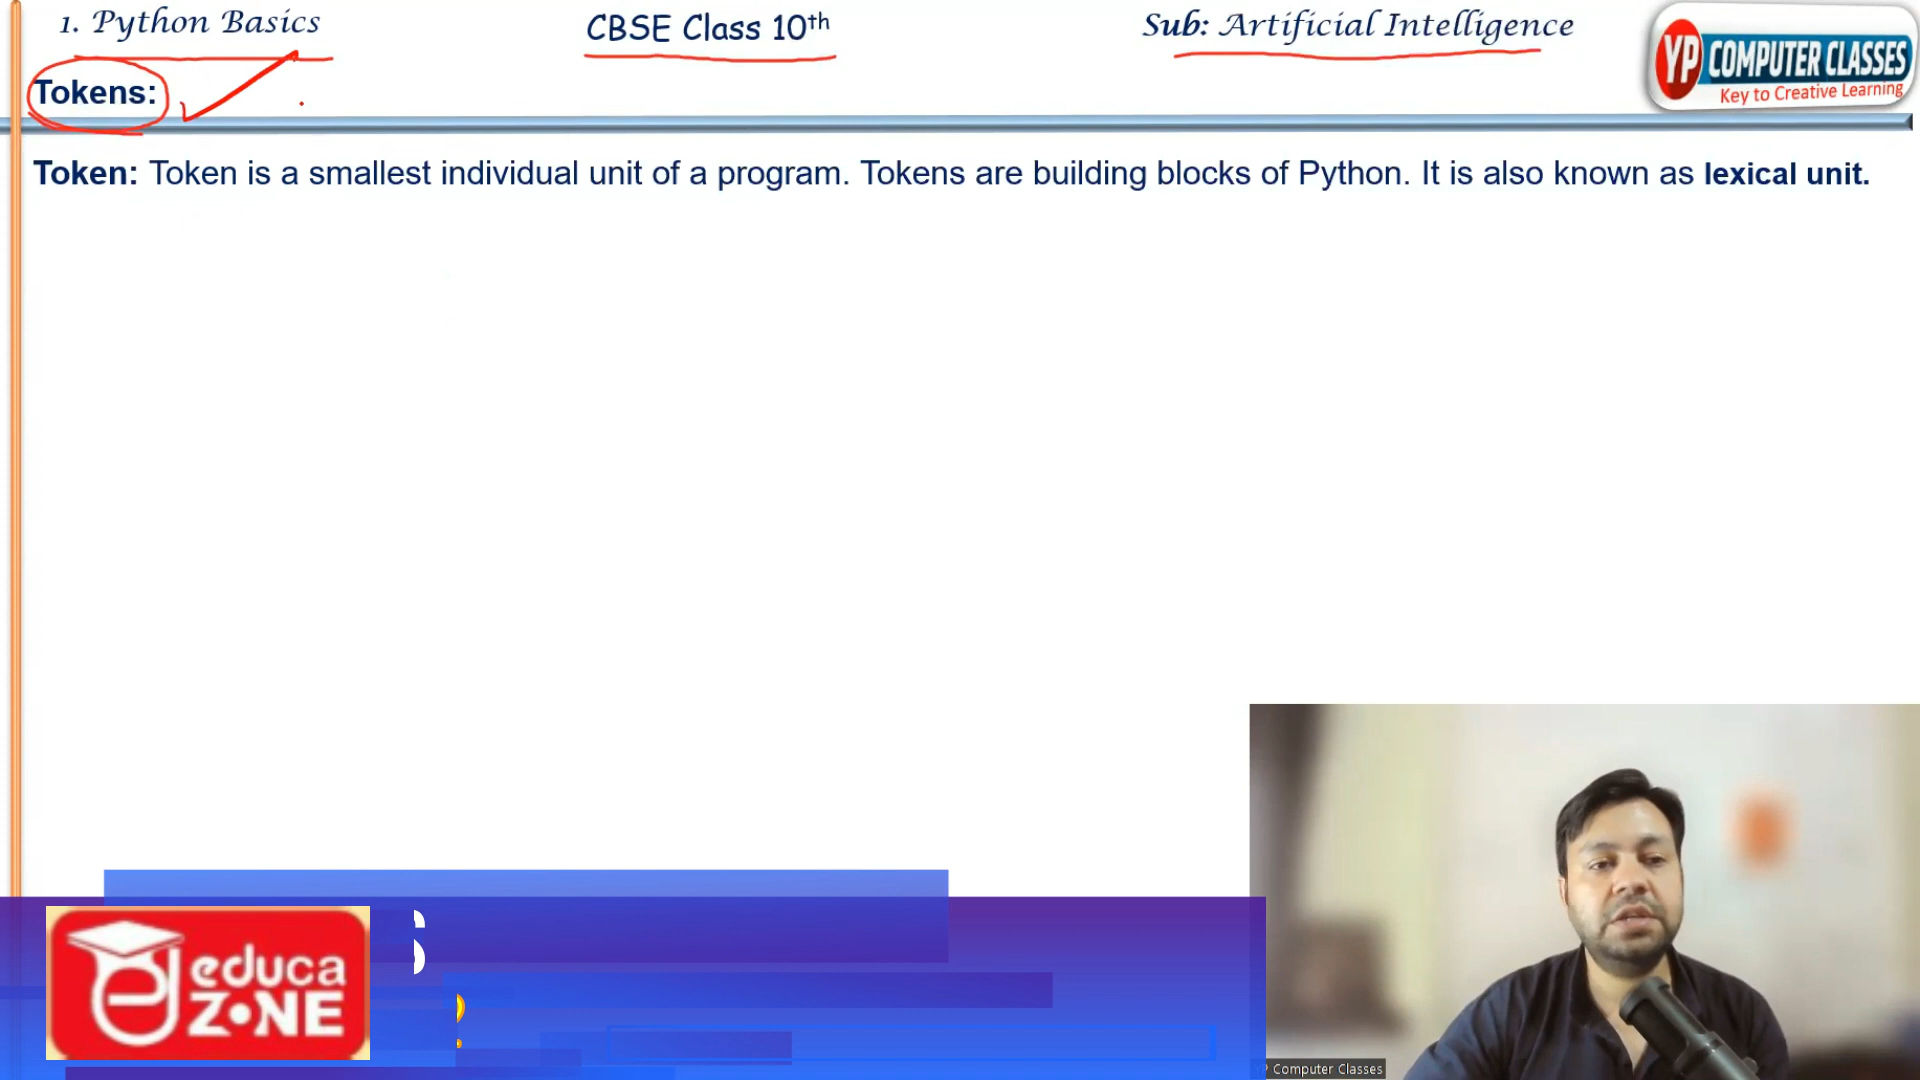 1. Python Basics
CBSE Class 10th
Sub: Artificial Intelligence
YP COMPUTER CLASSES
Key to Creative Learning
Tokens:
Token: Token is a smallest individual unit of a program. Tokens are building blocks of Python. It is also known as lexical unit.
educa
ZONE
S
P Computer Classes